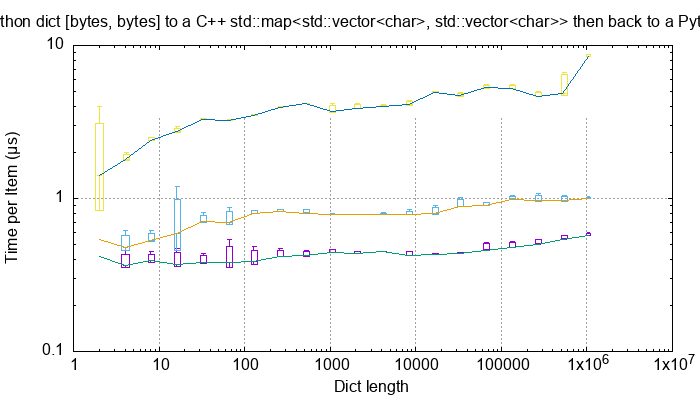 thon dict [bytes, bytes] to a C++ std::map<std::vector<char>, std::vector<char>> then back to a Pyt
10
1
0.1
Time per Item (µs)
1 10 100 1000 10000 100000 1x10⁶ 1x10⁷
Dict length